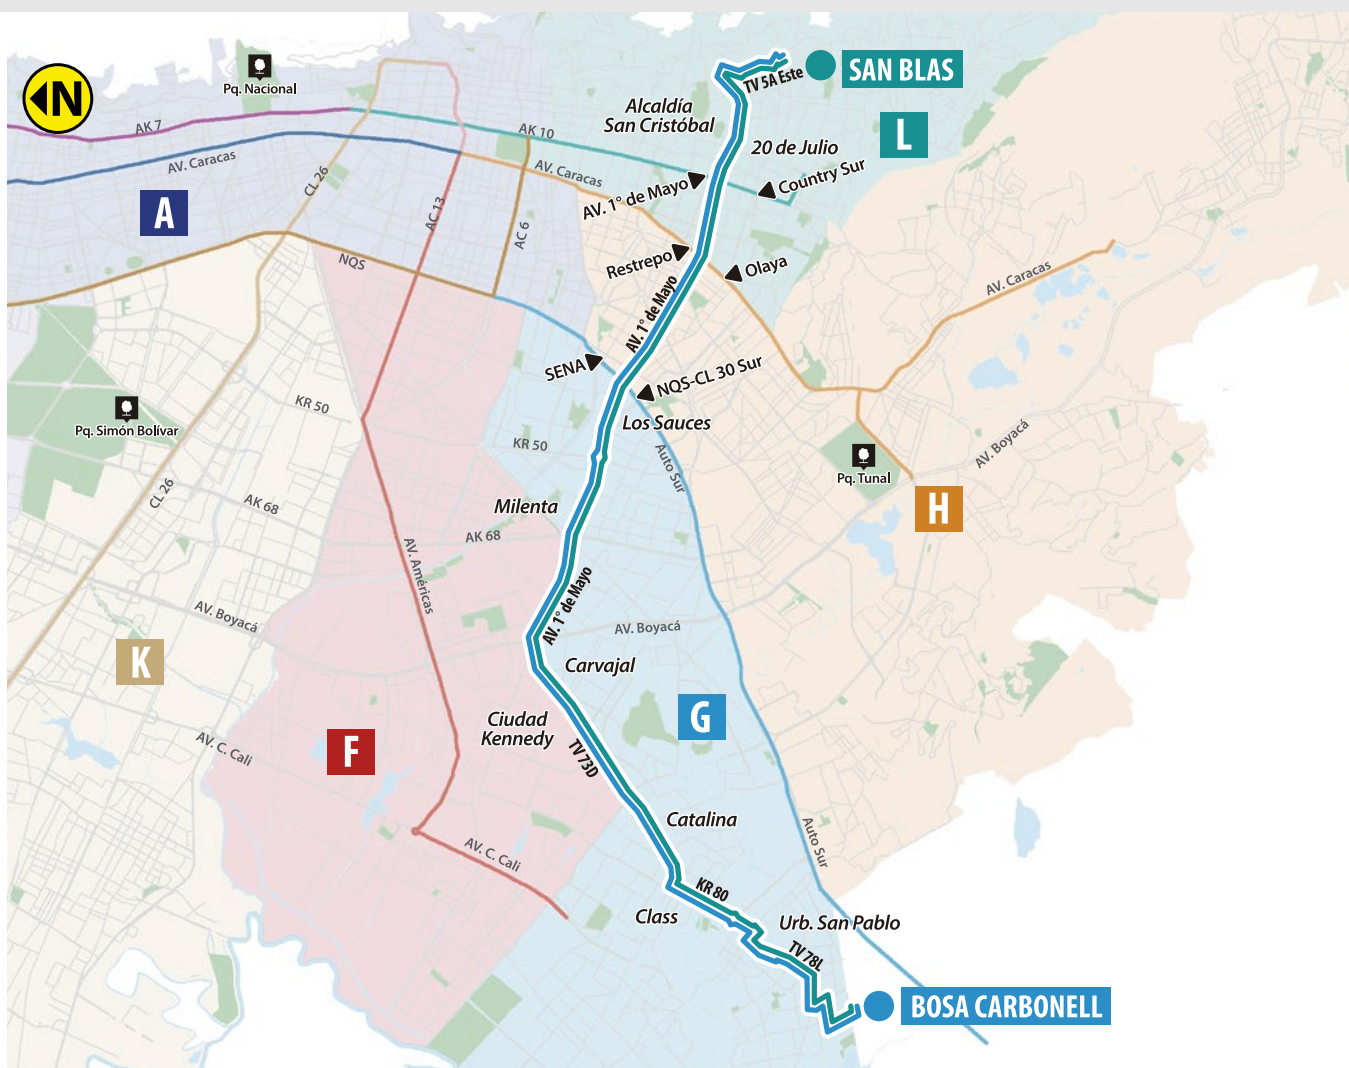 N
Pq. Nacional
SAN BLAS
TV 5A Este
Alcaldía
San Cristóbal
L
AK 7
AK 10
20 de Julio
AV. Caracas
CL 26
AV. Caracas
Country Sur
AV. 1° de Mayo
A
AC 13
AC 6
Restrepo
Olaya
NQS
AV. Caracas
AV. 1° de Mayo
SENA
NQS-CL 30 Sur
KR 50
Pq. Simón Bolívar
Los Sauces
KR 50
AV. Boyacá
Auto Sur
Pq. Tunal
CL 26
AK 68
Milenta
H
AK 68
AV. Américas
AV. 1° de Mayo
AV. Boyacá
AV. Boyacá
K
Carvajal
G
Ciudad
Kennedy
AV. C. Cali
F
TV 73D
Catalina
Auto Sur
AV. C. Cali
KR 80
Class
Urb. San Pablo
TV 78L
BOSA CARBONELL